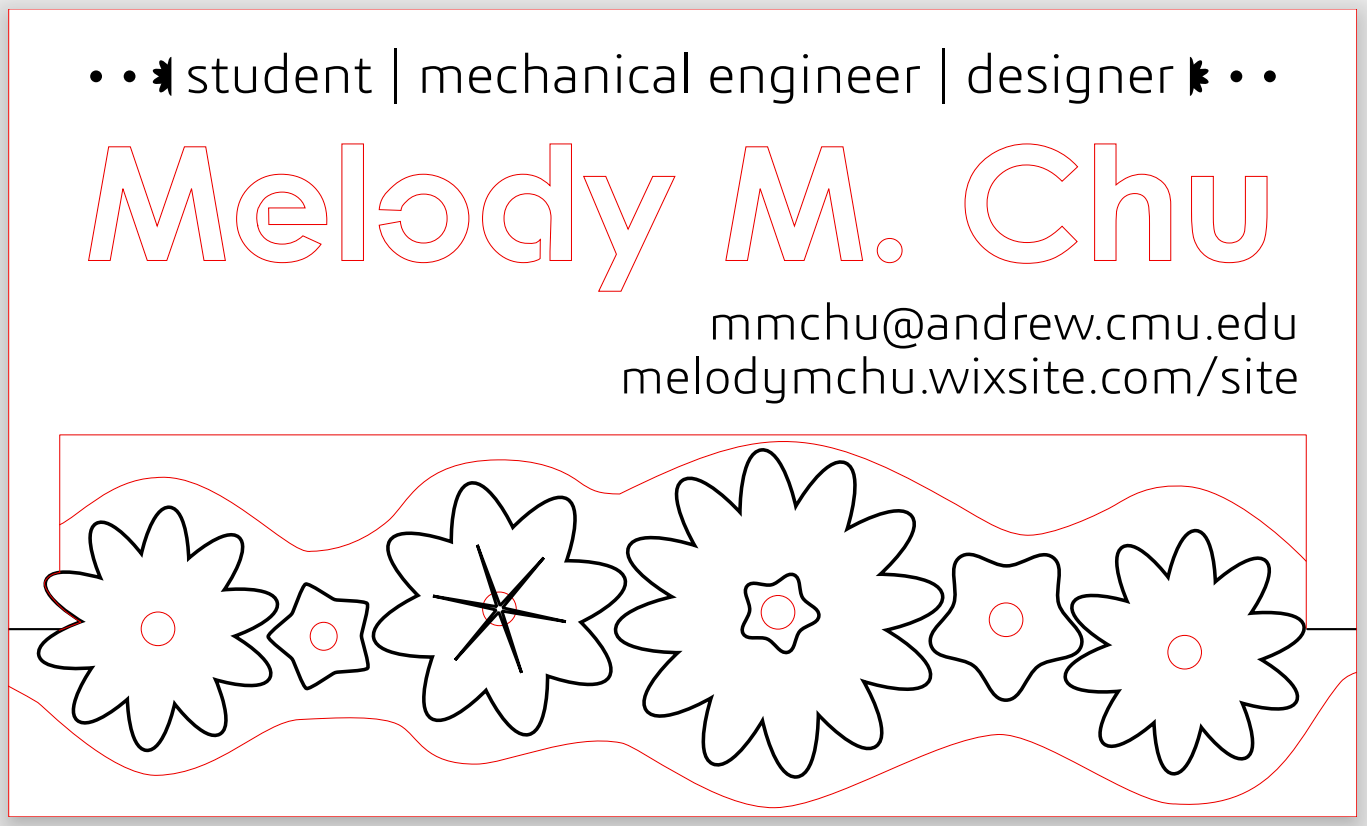 student | mechanical engineer | designer
Melody M. Chu
mmchu@andrew.cmu.edu
melodymchu.wixsite.com/site